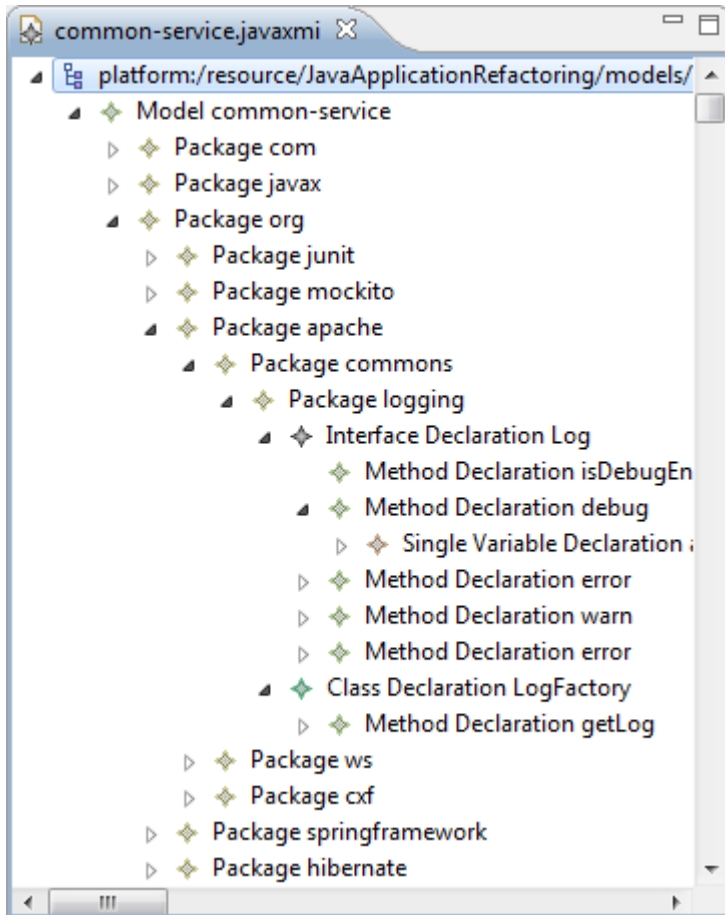 common-service.javaxmi
platform:/resource/JavaApplicationRefactoring/models/
Model common-service
Package com
Package javax
Package org
Package junit
Package mockito
Package apache
Package commons
Package logging
Interface Declaration Log
Method Declaration isDebugEn
Method Declaration debug
Single Variable Declaration a
Method Declaration error
Method Declaration warn
Method Declaration error
Class Declaration LogFactory
Method Declaration getLog
Package ws
Package cxf
Package springframework
Package hibernate